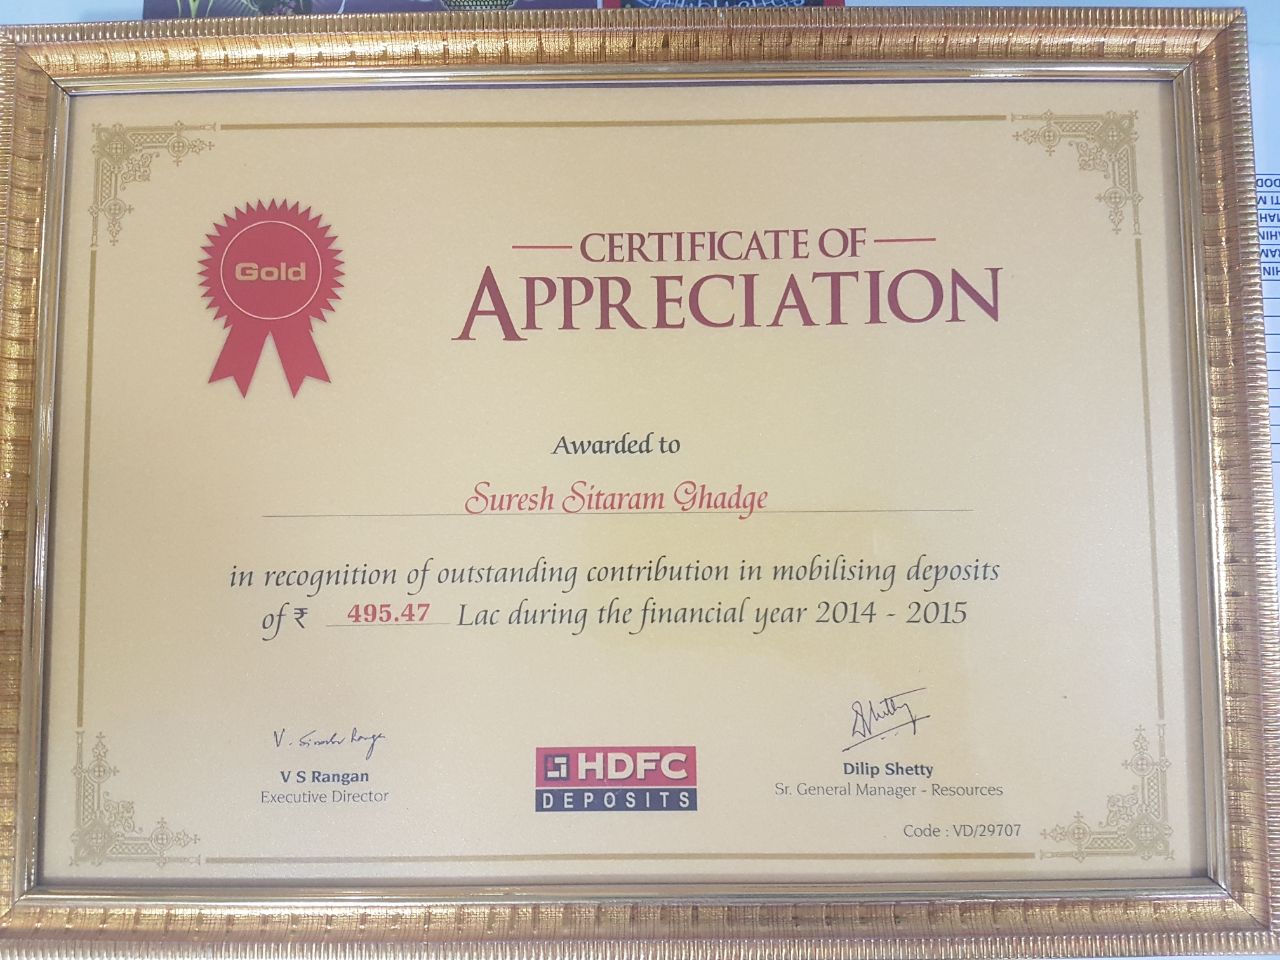 Gold
CERTIFICATE OF
APPRECIATION
Awarded to
Suresh Sitaram Ghadge
in recognition of outstanding contribution in mobilising deposits
of ₹ 495.47 Lac during the financial year 2014 - 2015
V S Rangan
Executive Director
HDFC
DEPOSITS
Dilip Shetty
Sr. General Manager - Resources
Code : VD/29707